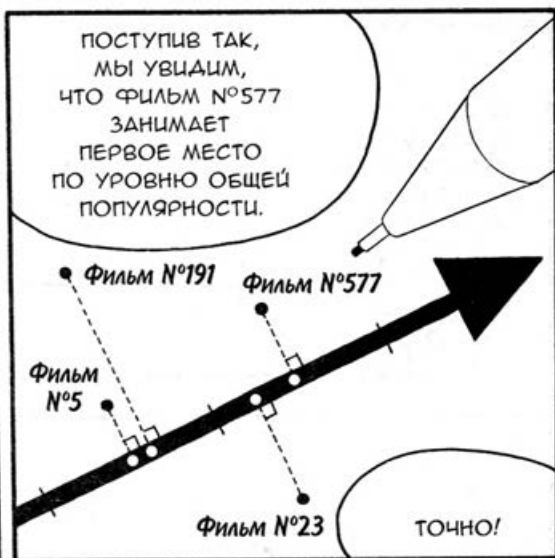 ПОСТУПИВ ТАК,
МЫ УВИДИМ,
ЧТО ФИЛЬМ №577
ЗАНИМАЕТ
ПЕРВОЕ МЕСТО
ПО УРОВНЮ ОБЩЕЙ
ПОПУЛЯРНОСТИ.
Фильм №191
Фильм №577
Фильм
№5
Фильм №23
ТОЧНО!